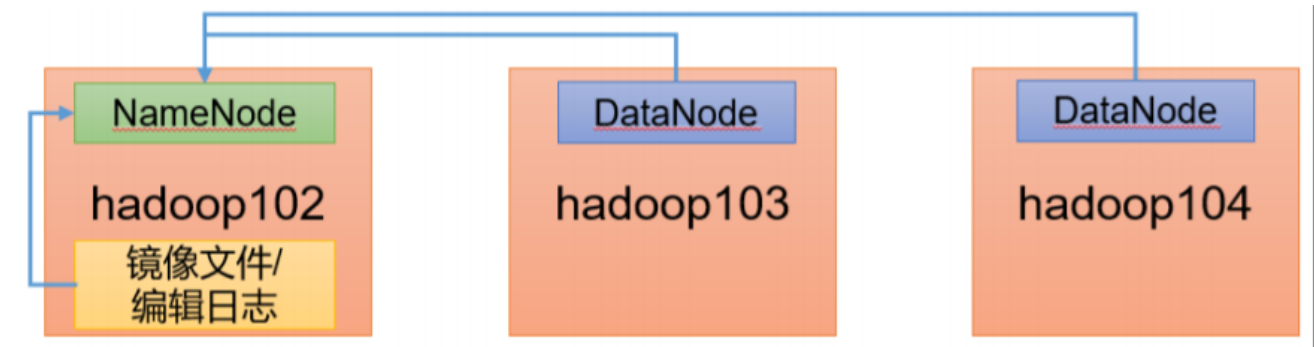 NameNode
DataNode
DataNode
hadoop102
hadoop103
hadoop104
镜像文件/
编辑日志